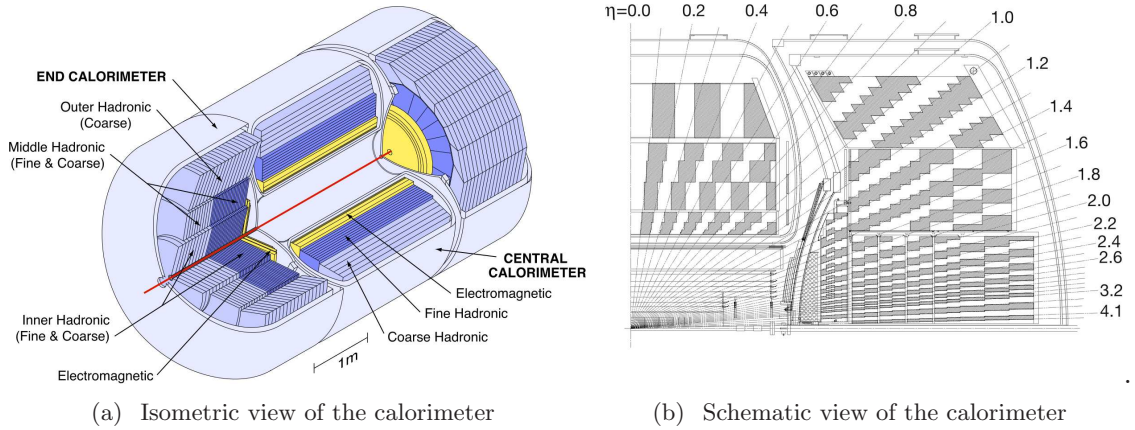 END CALORIMETER
Outer Hadronic
(Coarse)
Middle Hadronic
(Fine & Coarse)
Inner Hadronic
(Fine & Coarse)
Electromagnetic
1m
CENTRAL
CALORIMETER
Electromagnetic
Fine Hadronic
Coarse Hadronic
(a) Isometric view of the calorimeter
η=0.0 0.2 0.4 0.6 0.8 1.0
1.2
1.4
1.6
1.8
2.0
2.2
2.4
2.6
3.2
4.1
.
(b) Schematic view of the calorimeter